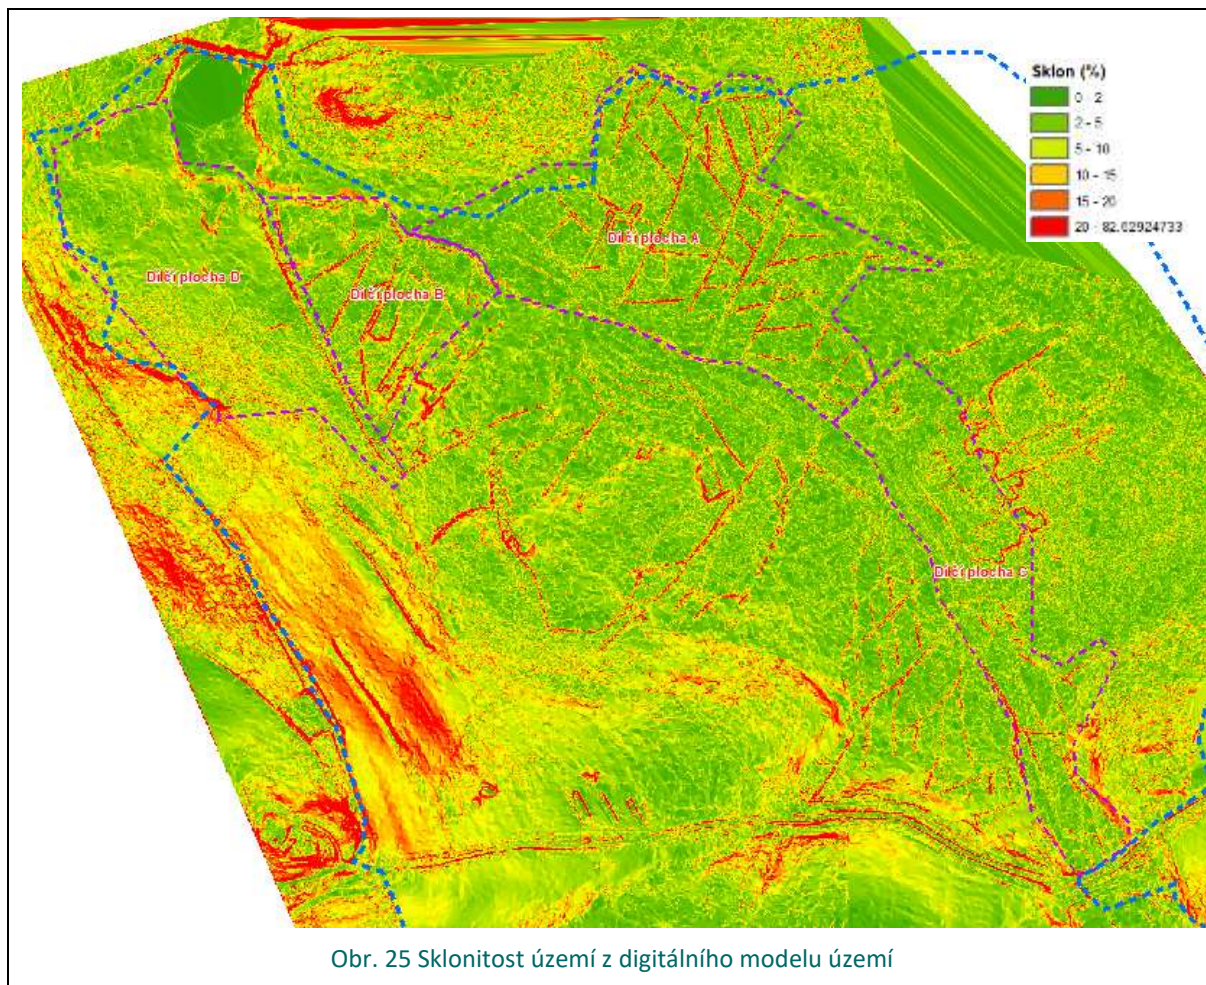 Sklon (%)
0 - 2
2 - 5
5 - 10
10 - 15
15 - 20
20 - 82.02924733
Dílčí plocha A
Dílčí plocha D
Dílčí plocha B
Dílčí plocha C
Obr. 25 Sklonitost území z digitálního modelu území